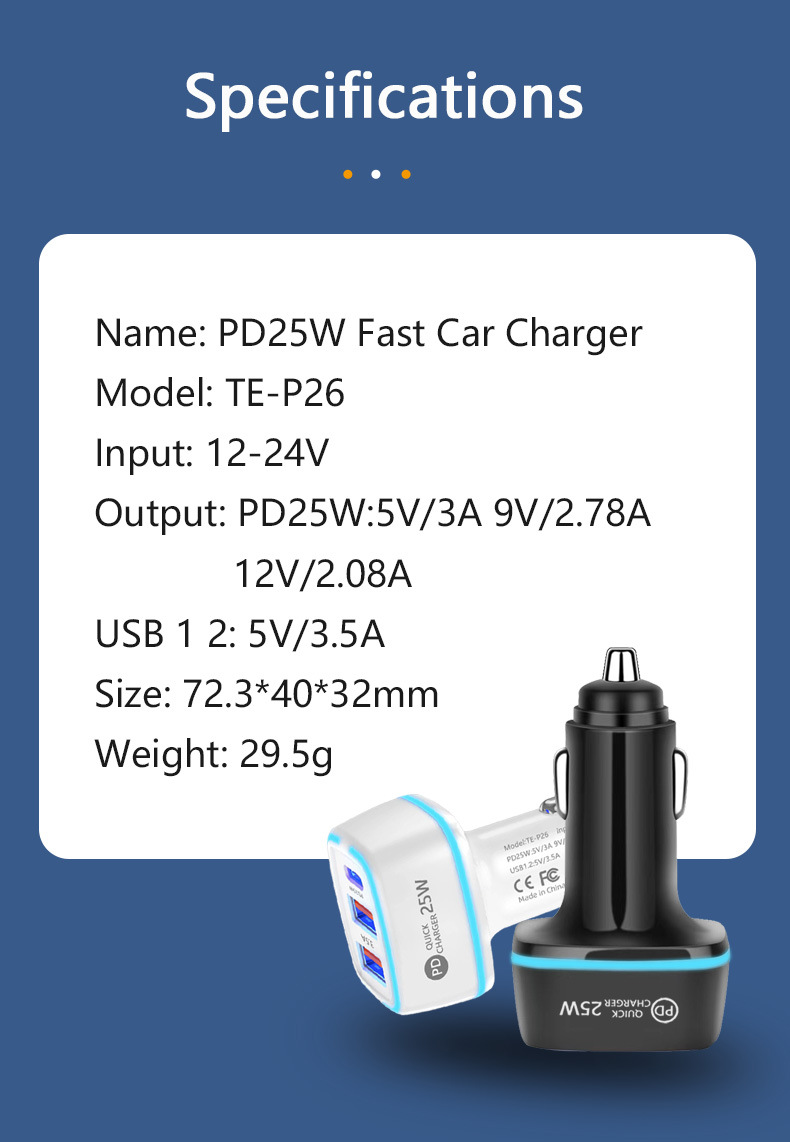 Specifications
Name: PD25W Fast Car Charger
Model: TE-P26
Input: 12-24V
Output: PD25W:5V/3A 9V/2.78A
12V/2.08A
USB 1 2: 5V/3.5A
Size: 72.3*40*32mm
Weight: 29.5g
Model:TE-P26
PD25W:5V/3A 9V/
USB1.2:5V/3.5A
CE FC
Made in China
3.5A
PD QUICK CHARGER 25W
PD QUICK CHARGER 25W